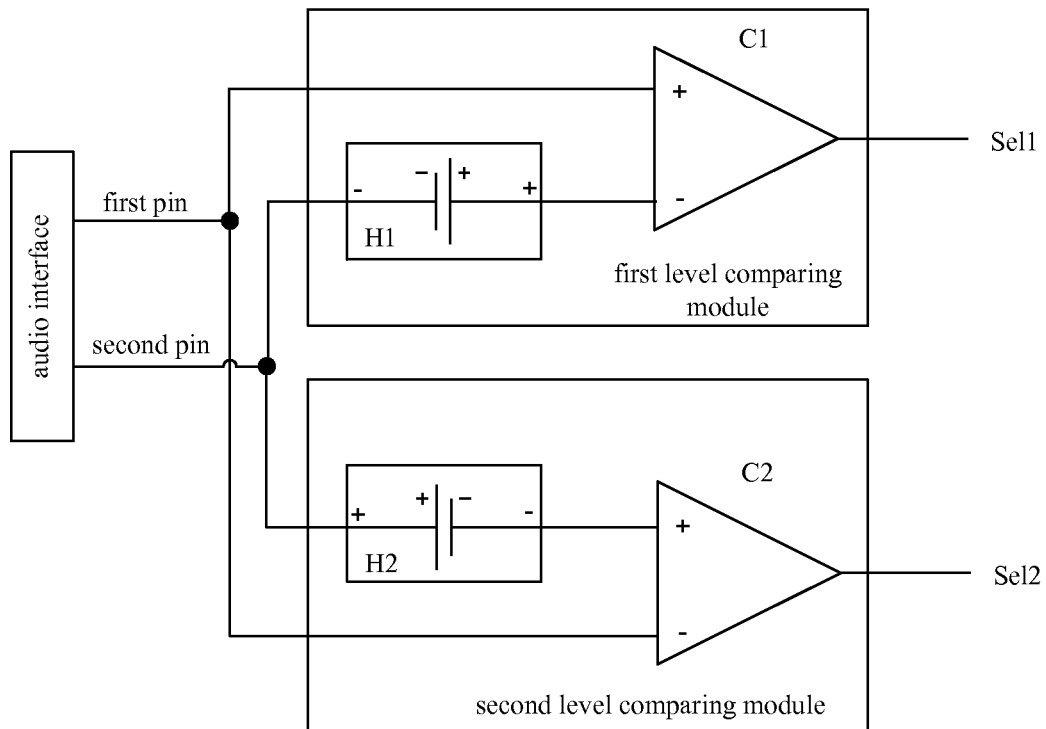 C1
+
-
Sel1
- − + +
H1
first level comparing
module
audio interface
first pin
second pin
C2
+
-
Sel2
+ + − -
H2
second level comparing module